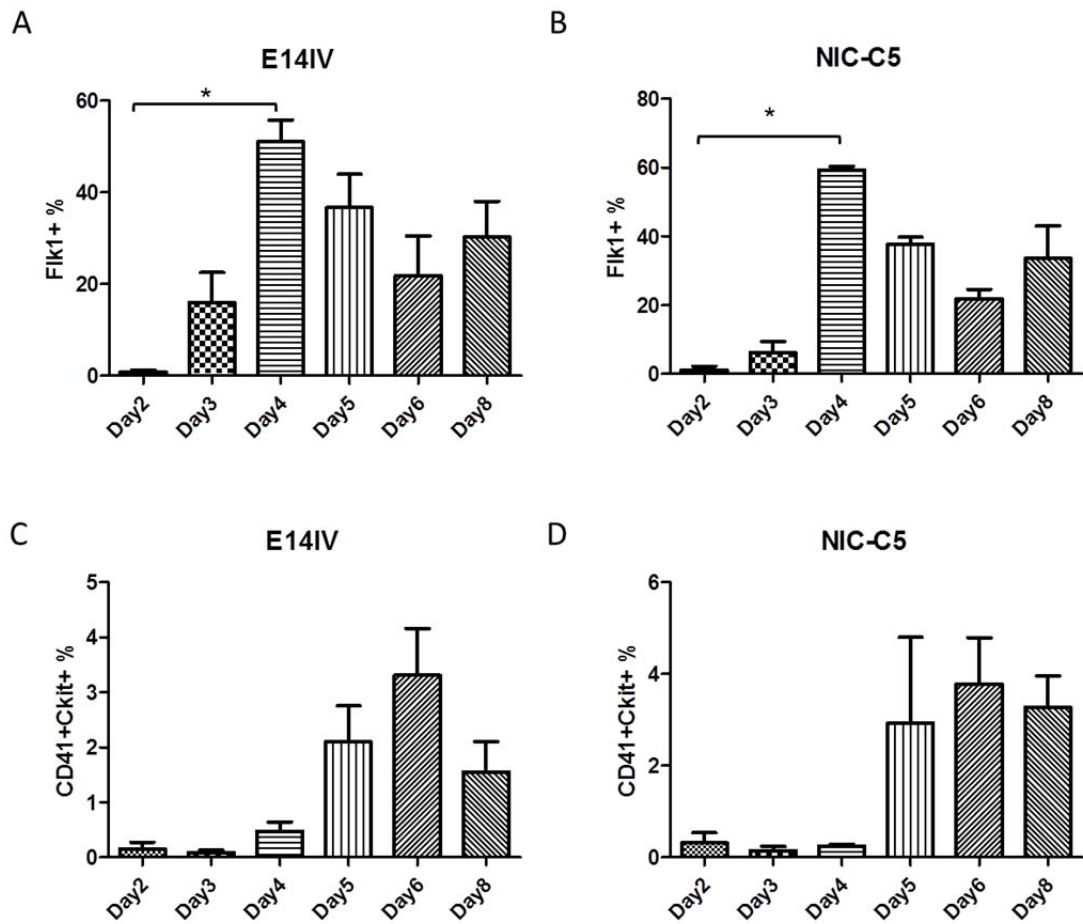 A
E14IV
*
60
40
20
0
Flk1+ %
Day2
Day3
Day4
Day5
Day6
Day8
B
NIC-C5
*
80
60
40
20
0
Flk1+ %
Day2
Day3
Day4
Day5
Day6
Day8
C
E14IV
5
4
3
2
1
0
CD41+Ckit+ %
Day2
Day3
Day4
Day5
Day6
Day8
D
NIC-C5
6
4
2
0
CD41+Ckit+ %
Day2
Day3
Day4
Day5
Day6
Day8